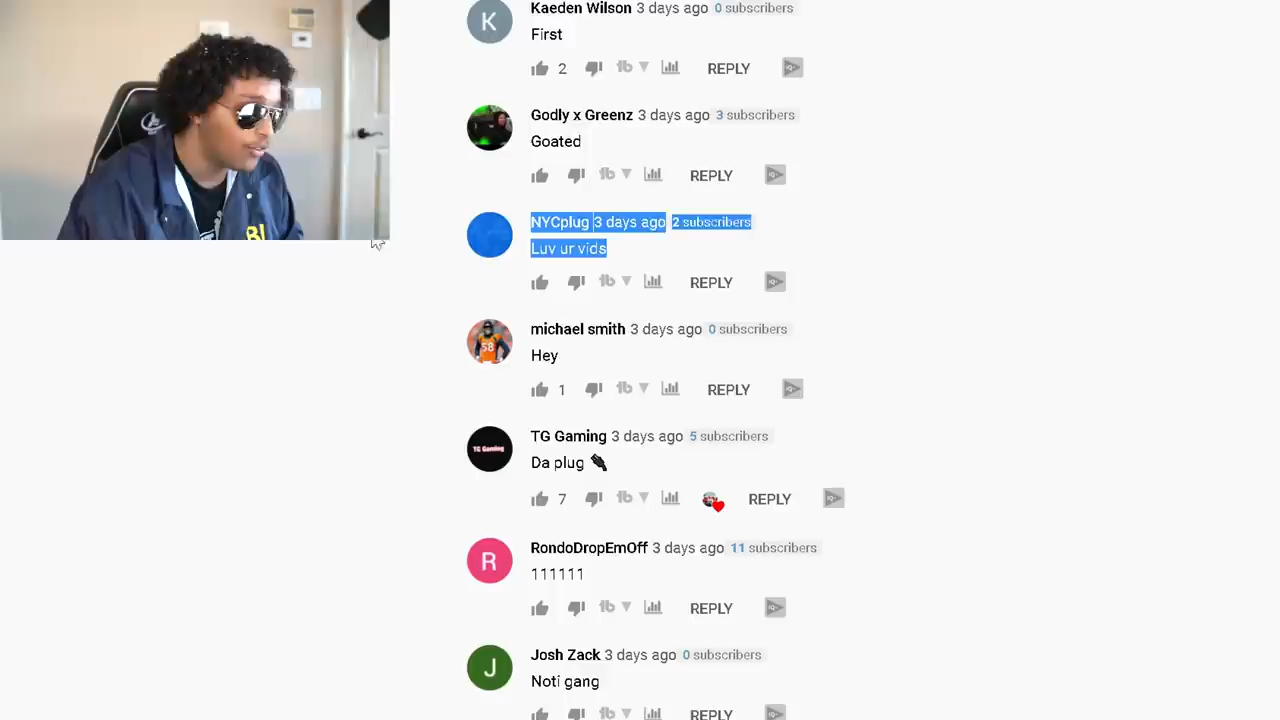 Kaeden Wilson 3 days ago 0 subscribers
First
2 REPLY
Godly x Greenz 3 days ago 3 subscribers
Goated
REPLY
NYCplug 3 days ago 2 subscribers
Luv ur vids
REPLY
michael smith 3 days ago 0 subscribers
Hey
1 REPLY
TG Gaming 3 days ago 5 subscribers
Da plug
7 REPLY
RondoDropEmOff 3 days ago 11 subscribers
111111
REPLY
Josh Zack 3 days ago 0 subscribers
Noti gang
REPLY
K
TG Gaming
R
J